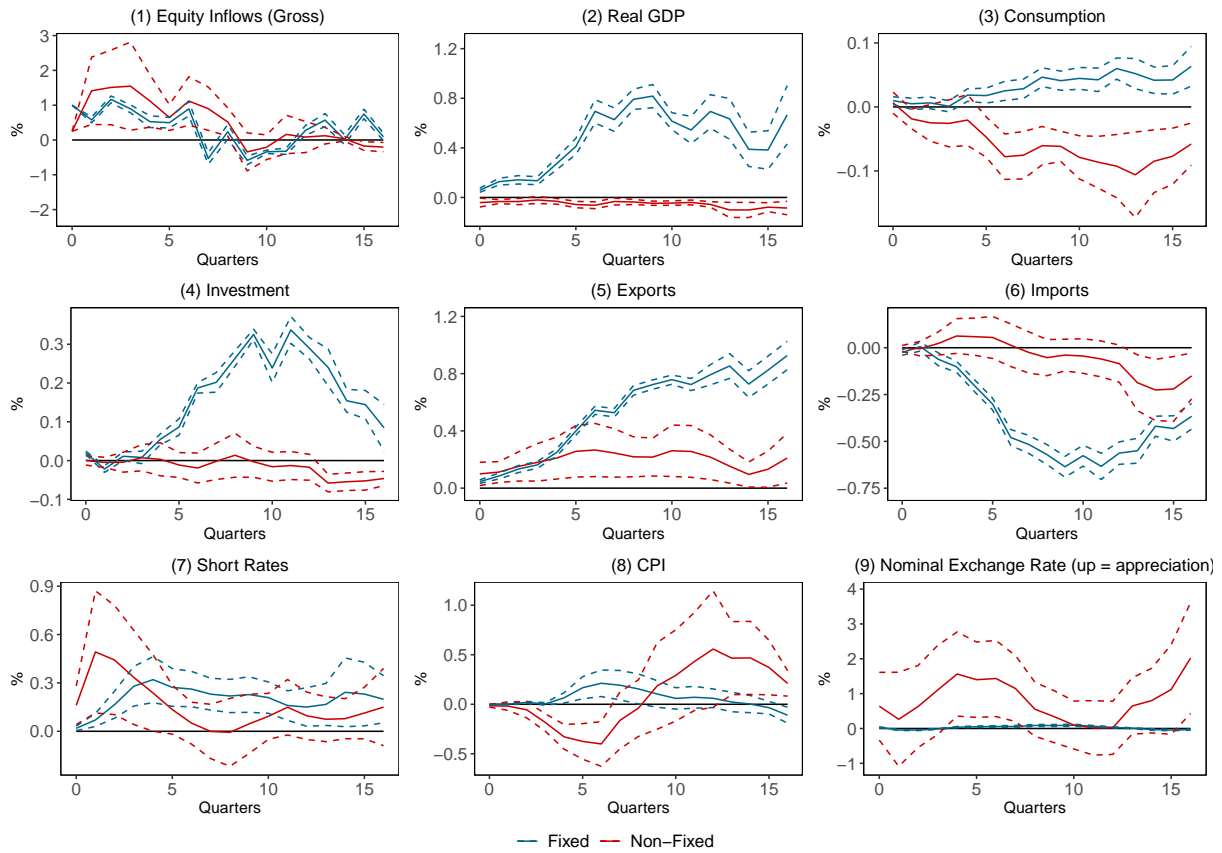 (1) Equity Inflows (Gross)
3
2
1
0
−1
−2
%
0 5 10 15
Quarters
(2) Real GDP
1.2
0.8
0.4
0.0
%
0 5 10 15
Quarters
(3) Consumption
0.1
0.0
−0.1
%
0 5 10 15
Quarters
(4) Investment
0.3
0.2
0.1
0.0
−0.1
%
0 5 10 15
Quarters
(5) Exports
1.2
0.8
0.4
0.0
%
0 5 10 15
Quarters
(6) Imports
0.00
−0.25
−0.50
−0.75
%
0 5 10 15
Quarters
(7) Short Rates
0.9
0.6
0.3
0.0
%
0 5 10 15
Quarters
(8) CPI
1.0
0.5
0.0
−0.5
%
0 5 10 15
Quarters
(9) Nominal Exchange Rate (up = appreciation)
4
3
2
1
0
−1
%
0 5 10 15
Quarters
Fixed Non−Fixed